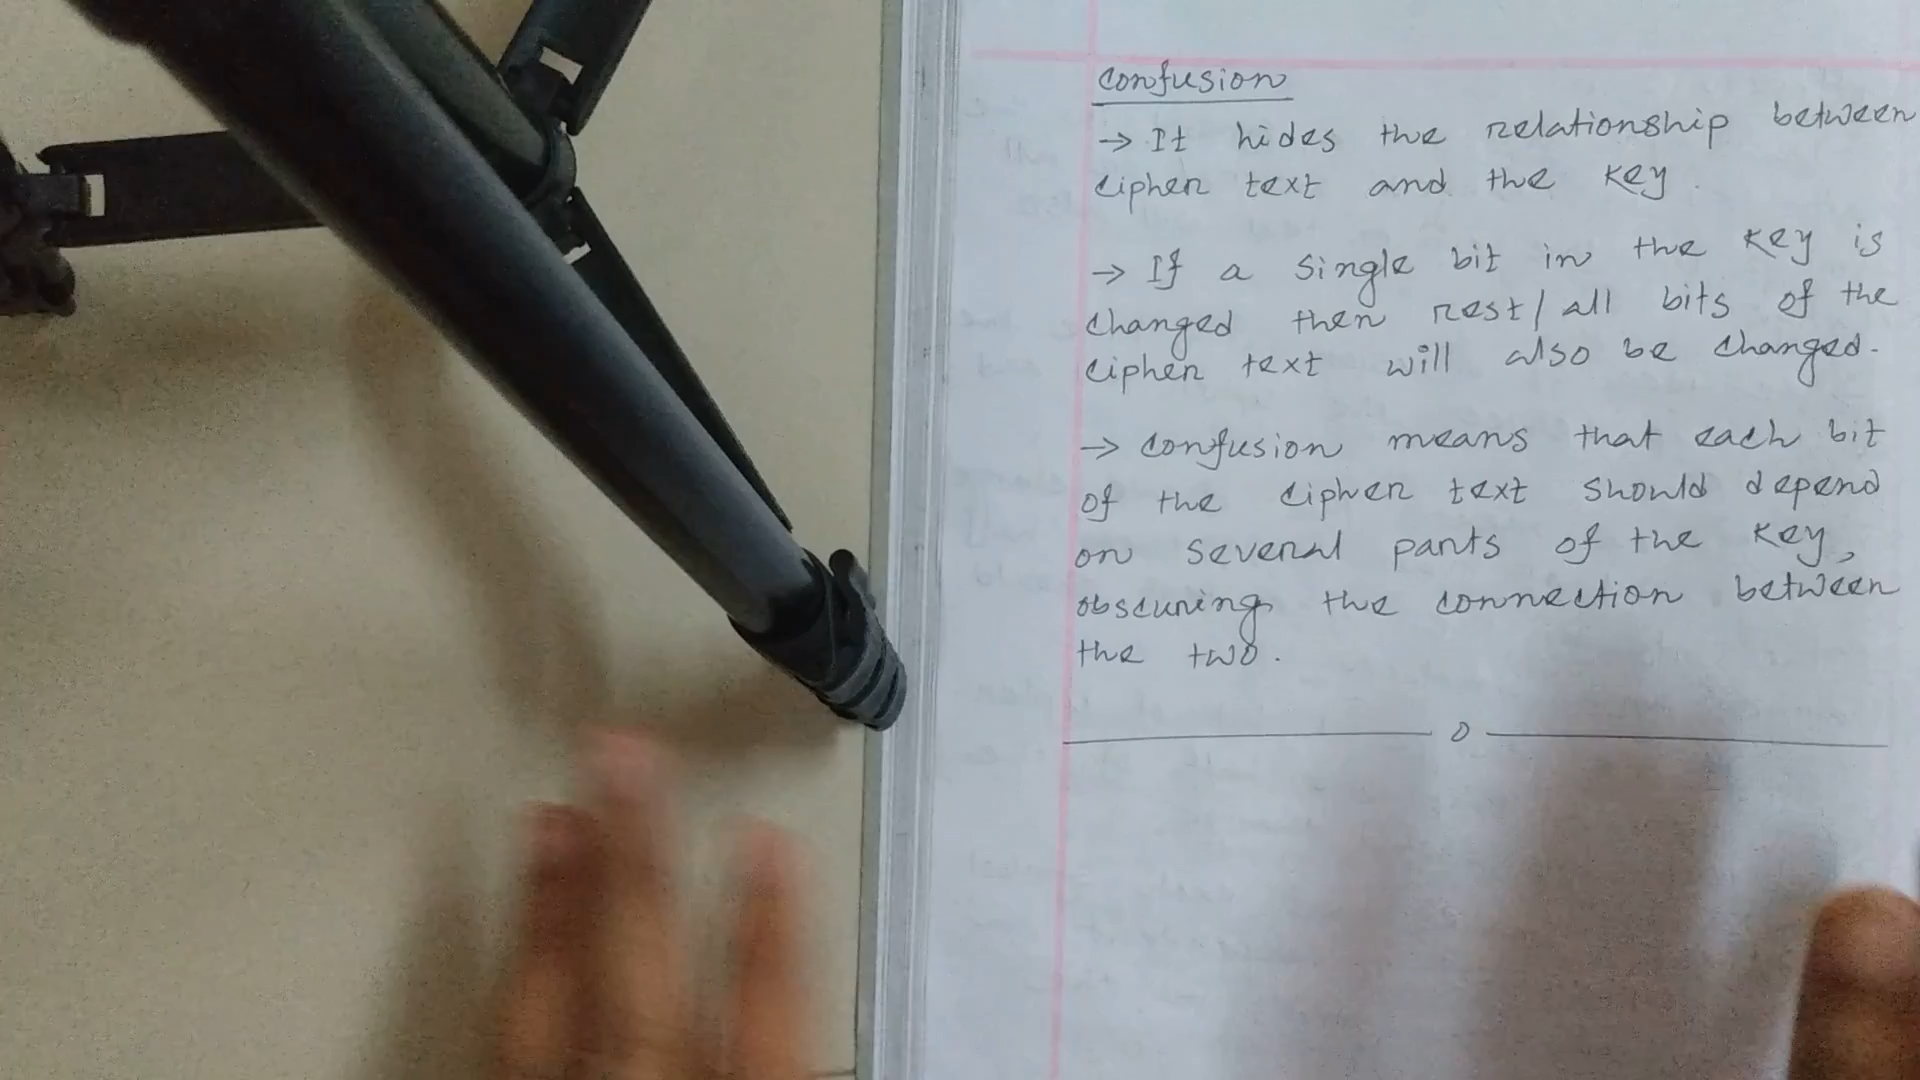 confusion
→ It hides the relationship between
cipher text and the key.
→ If a single bit in the key is
changed then rest/all bits of the
cipher text will also be changed.
→ confusion means that each bit
of the cipher text should depend
on several parts of the key,
obscuring the connection between
the two.